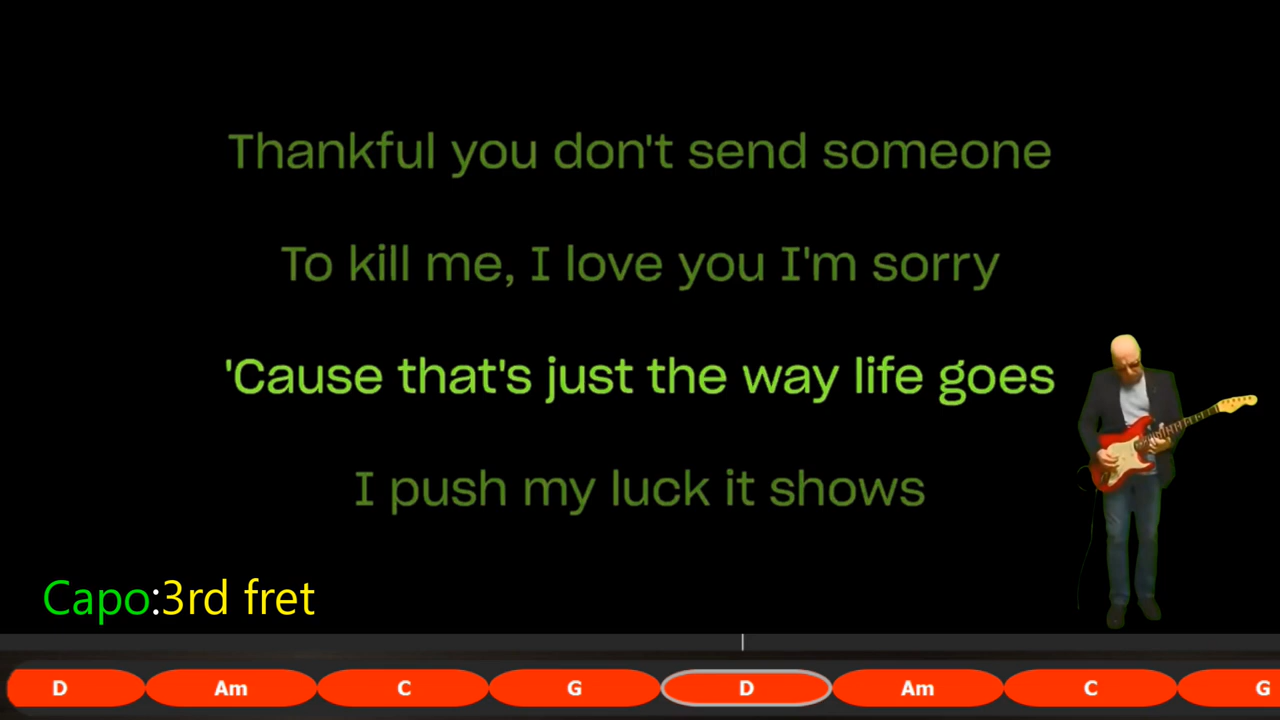 Thankful you don't send someone
To kill me, I love you I'm sorry
'Cause that's just the way life goes
I push my luck it shows
Capo:3rd fret
D Am C G D Am C G